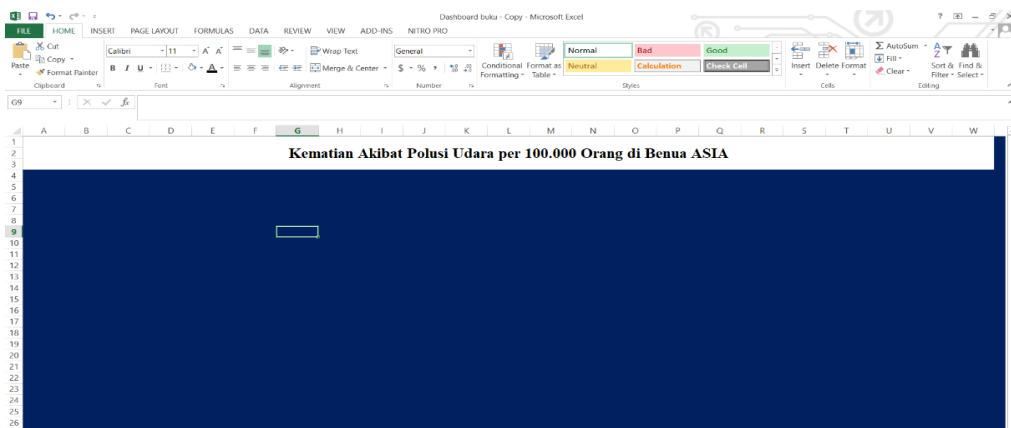 Dashboard buku - Copy - Microsoft Excel
FILE HOME INSERT PAGE LAYOUT FORMULAS DATA REVIEW VIEW ADD-INS NITRO PRO
Cut
Copy
Format Painter
Paste
Clipboard
Calibri 11
B I U
Font
Wrap Text
Merge & Center
Alignment
General
$ % ,
Number
Conditional Formatting
Format as Table
Normal Bad Good
Neutral Calculation Check Cell
Styles
Insert Delete Format
Cells
AutoSum
Fill
Clear
Sort & Filter
Find & Select
Editing
G9 fx
A B C D E F G H I J K L M N O P Q R S T U V W
1
2 Kematian Akibat Polusi Udara per 100.000 Orang di Benua ASIA
3
4
5
6
7
8
9
10
11
12
13
14
15
16
17
18
19
20
21
22
23
24
25
26